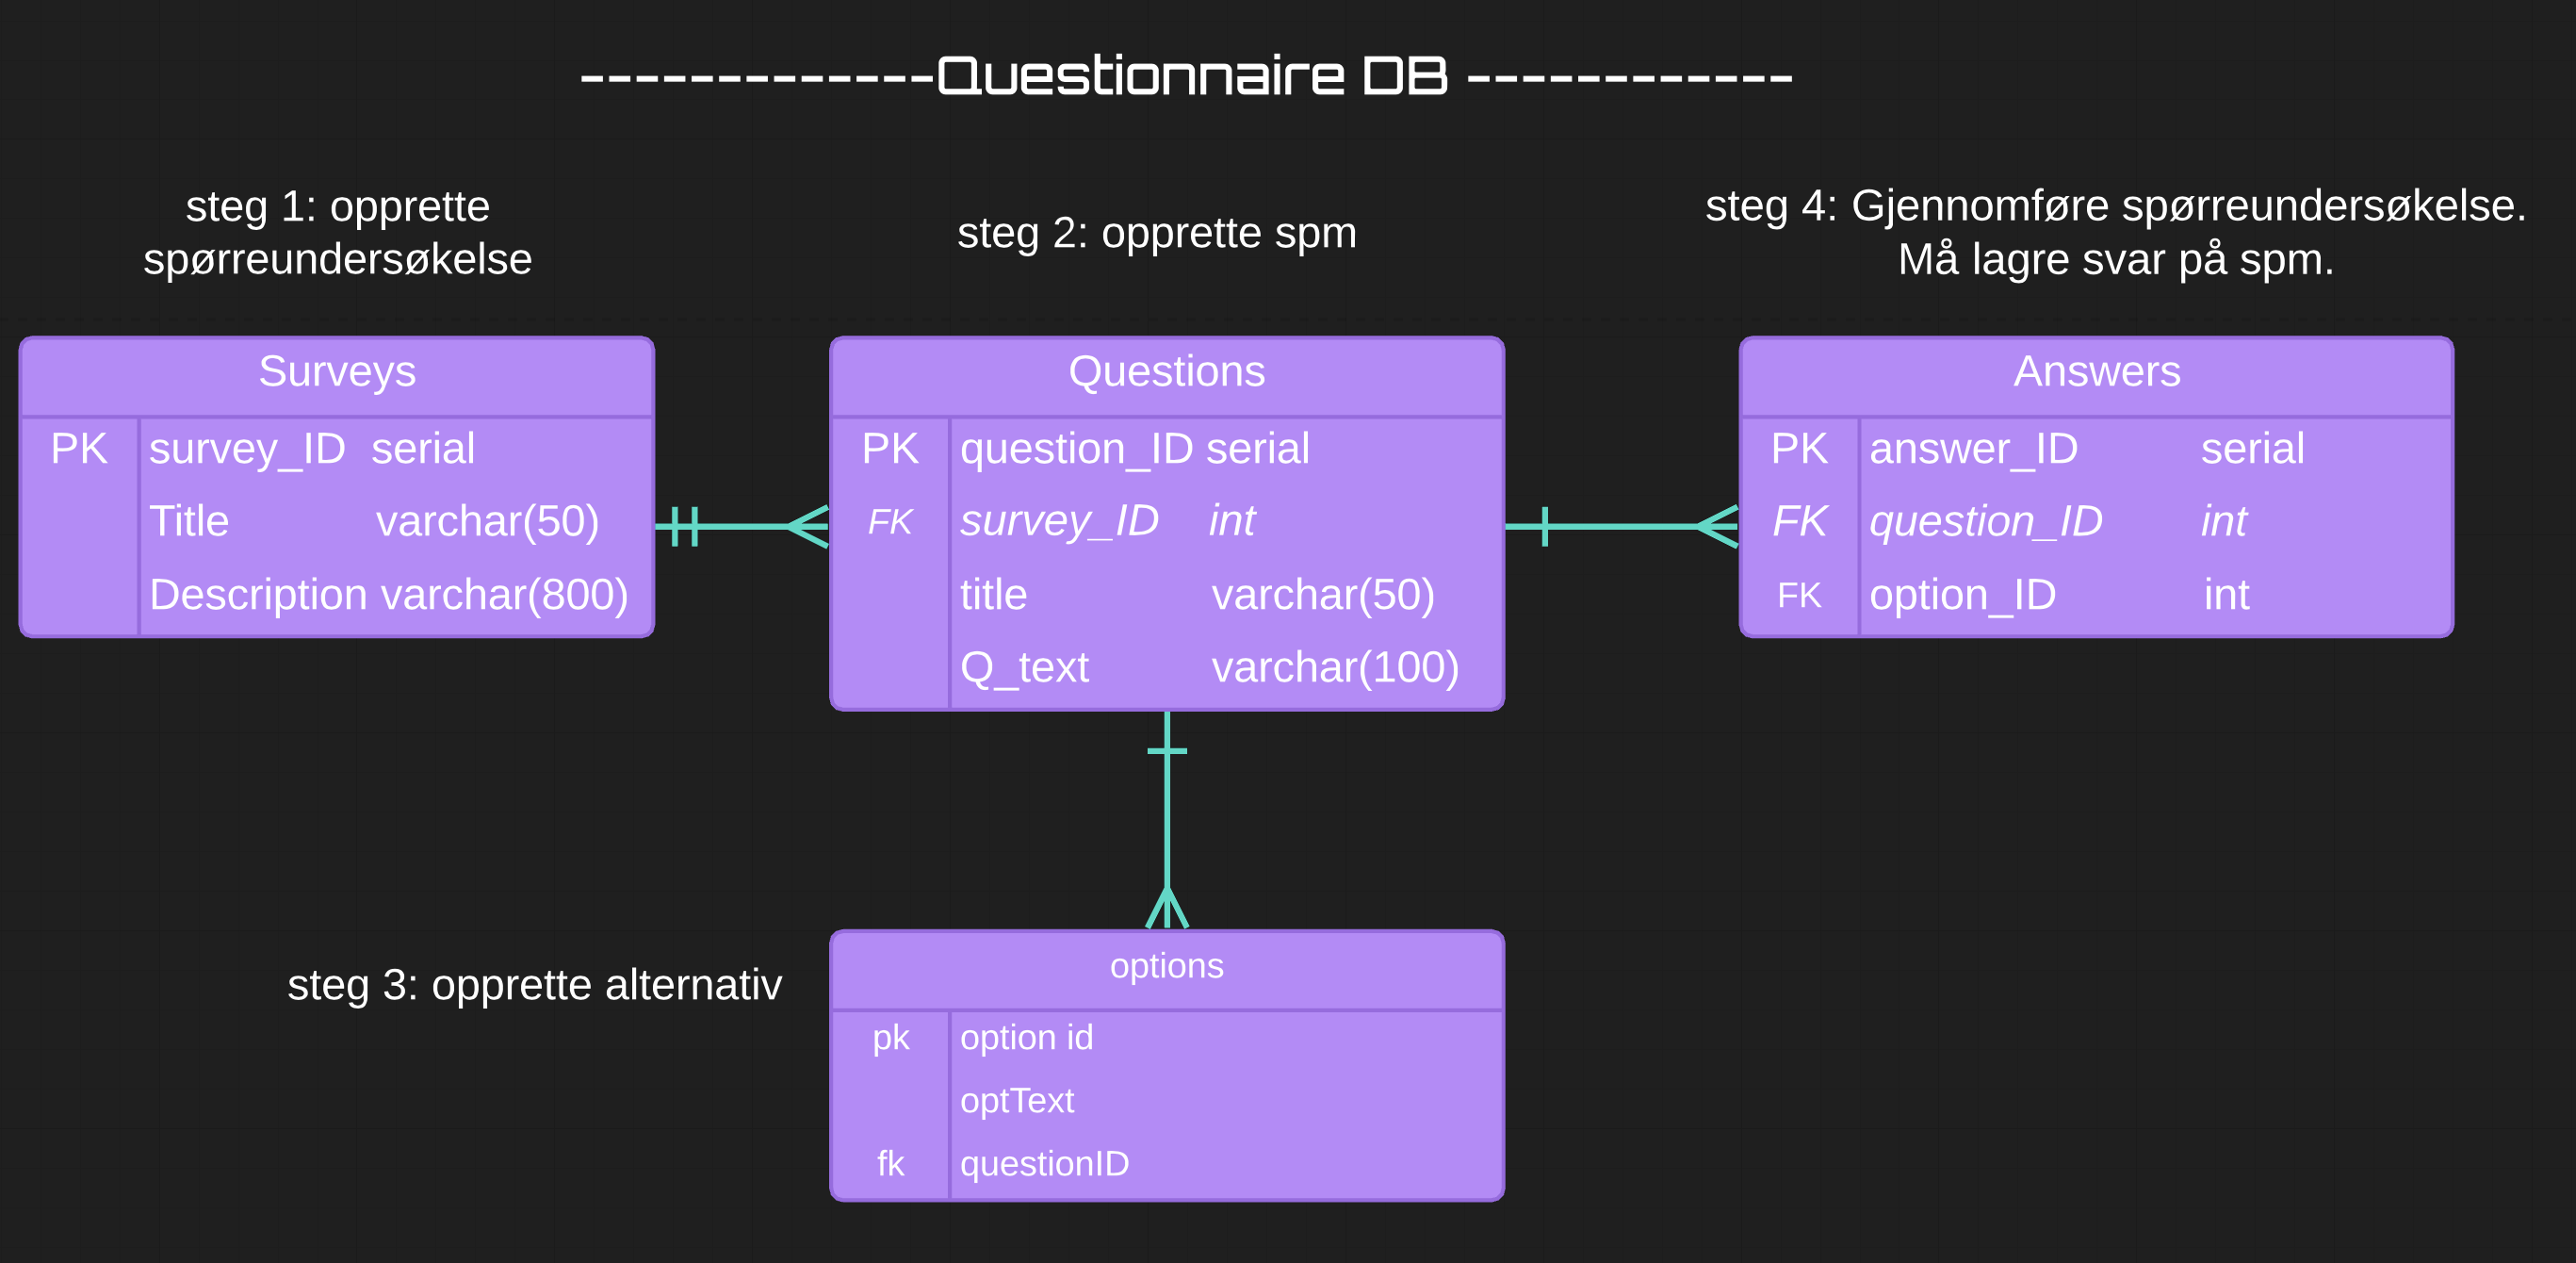 --------------Questionnaire DB ------------
steg 1: opprette
spørreundersøkelse
steg 2: opprette spm
steg 4: Gjennomføre spørreundersøkelse.
Må lagre svar på spm.
Surveys
PK survey_ID serial
Title varchar(50)
Description varchar(800)
Questions
PK question_ID serial
FK survey_ID int
title varchar(50)
Q_text varchar(100)
Answers
PK answer_ID serial
FK question_ID int
FK option_ID int
steg 3: opprette alternativ
options
pk option id
optText
fk questionID